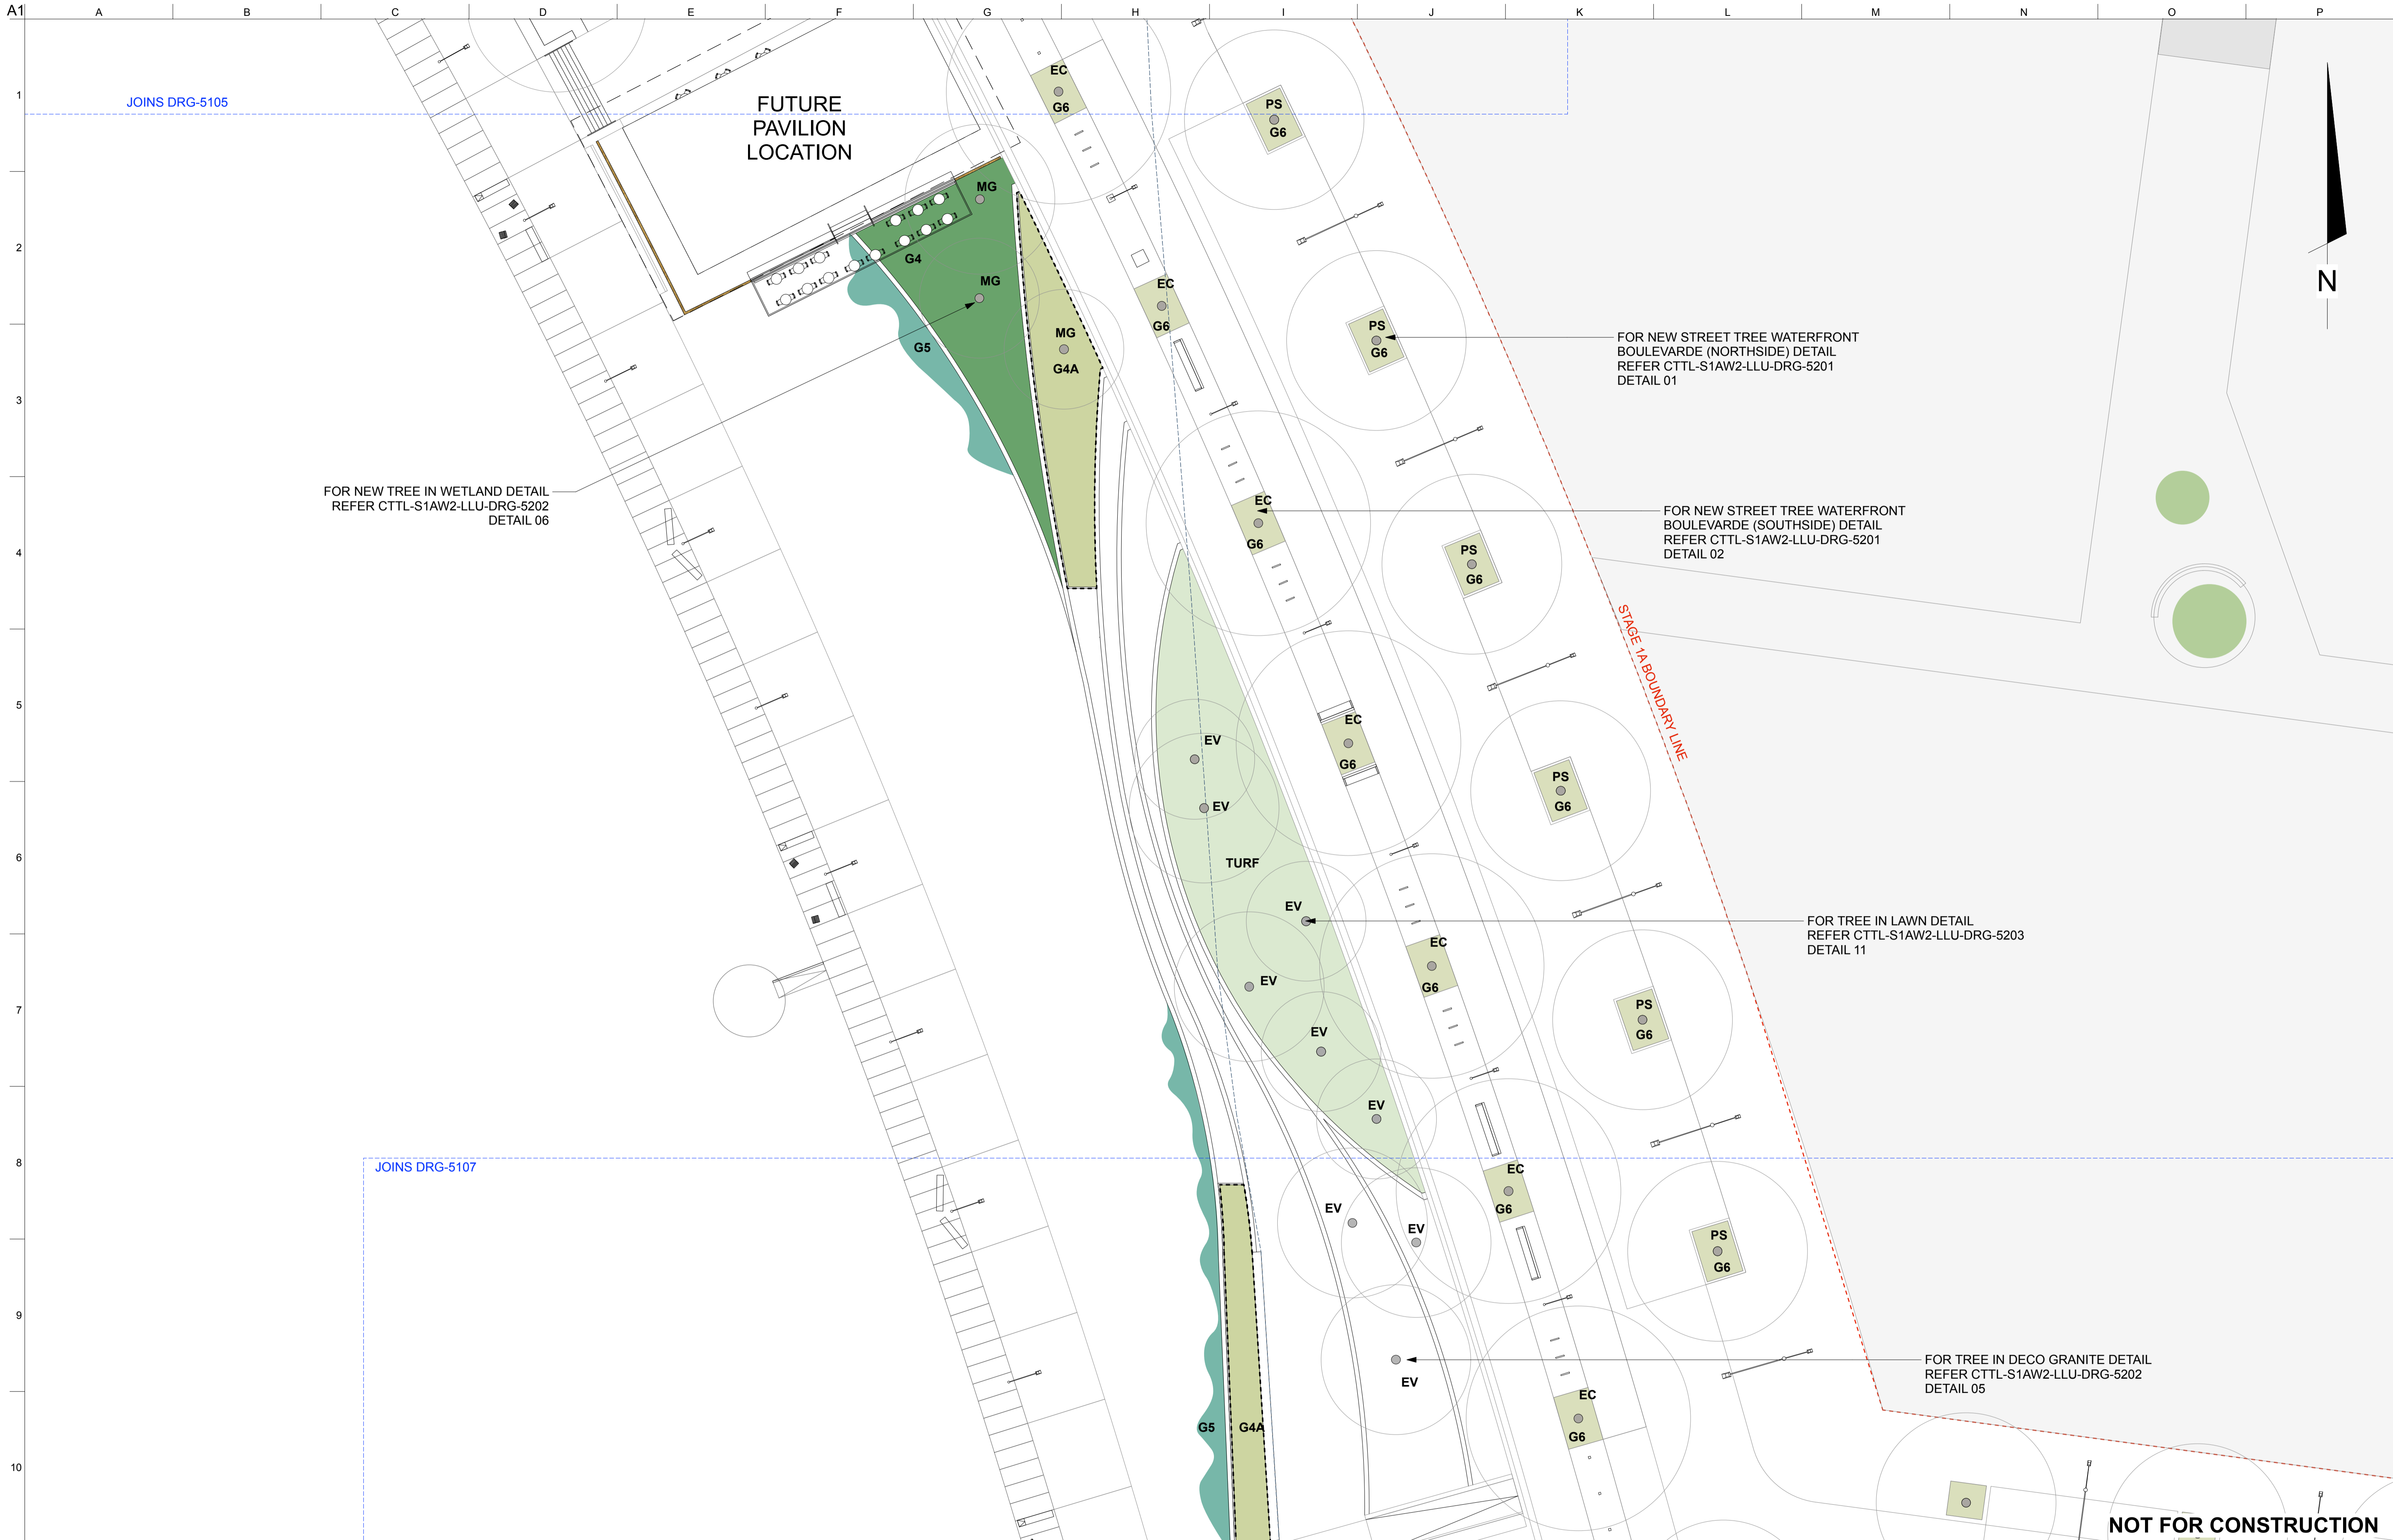 A1
A B C D E F G H I J K L M N O P
1
JOINS DRG-5105
FUTURE
PAVILION
LOCATION
EC
G6
PS
G6
N
2
MG
G4
MG
EC
G6
PS
G6
FOR NEW STREET TREE WATERFRONT
BOULEVARDE (NORTHSIDE) DETAIL
REFER CTTL-S1AW2-LLU-DRG-5201
DETAIL 01
G5
MG
G4A
3
FOR NEW TREE IN WETLAND DETAIL
REFER CTTL-S1AW2-LLU-DRG-5202
DETAIL 06
EC
G6
FOR NEW STREET TREE WATERFRONT
BOULEVARDE (SOUTHSIDE) DETAIL
REFER CTTL-S1AW2-LLU-DRG-5201
DETAIL 02
4
PS
G6
STAGE 1A BOUNDARY LINE
5
EC
G6
EV
PS
G6
EV
6
TURF
EV
FOR TREE IN LAWN DETAIL
REFER CTTL-S1AW2-LLU-DRG-5203
DETAIL 11
EC
G6
EV
7
PS
G6
EV
EV
8
JOINS DRG-5107
EC
G6
EV
EV
PS
G6
9
FOR TREE IN DECO GRANITE DETAIL
REFER CTTL-S1AW2-LLU-DRG-5202
DETAIL 05
EV
EC
G6
G5
G4A
10
NOT FOR CONSTRUCTION